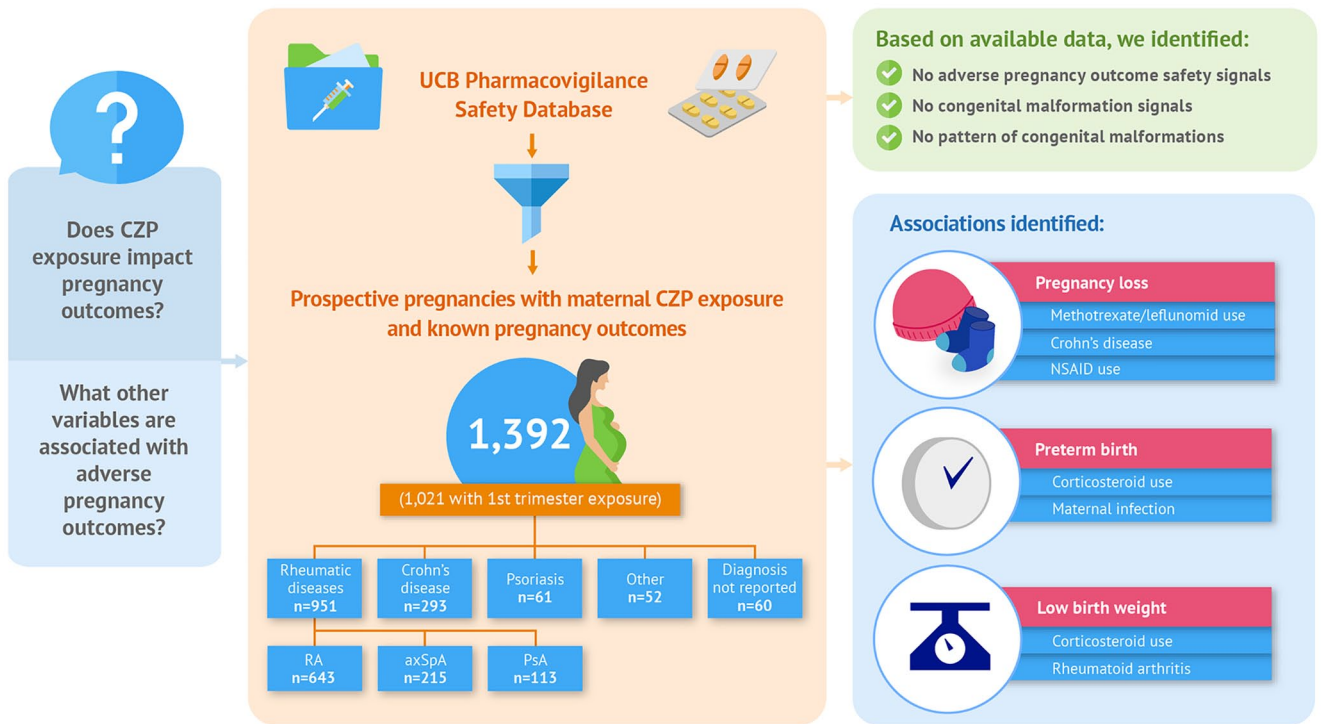 ?
Does CZP
exposure impact
pregnancy
outcomes?
What other
variables are
associated with
adverse
pregnancy
outcomes?
UCB Pharmacovigilance
Safety Database
Prospective pregnancies with maternal CZP exposure
and known pregnancy outcomes
1,392
(1,021 with 1st trimester exposure)
Rheumatic
diseases
n=951
Crohn's
disease
n=293
Psoriasis
n=61
Other
n=52
Diagnosis
not reported
n=60
RA
n=643
axSpA
n=215
PsA
n=113
Based on available data, we identified:
No adverse pregnancy outcome safety signals
No congenital malformation signals
No pattern of congenital malformations
Associations identified:
Pregnancy loss
Methotrexate/leflunomid use
Crohn's disease
NSAID use
Preterm birth
Corticosteroid use
Maternal infection
Low birth weight
Corticosteroid use
Rheumatoid arthritis